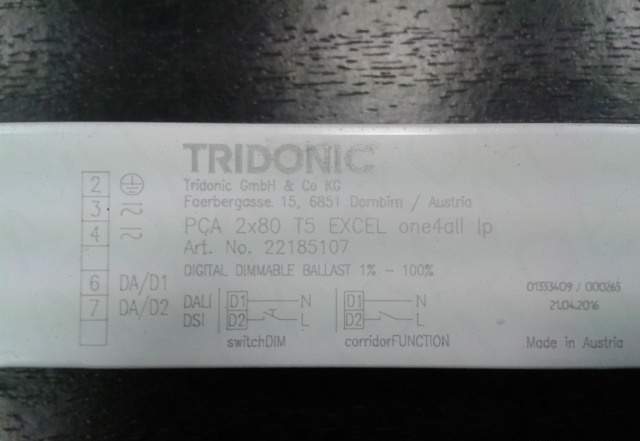 TRIDONIC
Tridonic GmbH & Co KG
Faerbergasse 15, 6851 Dornbirn / Austria
PCA 2x80 T5 EXCEL one4all lp
Art. No. 22185107
DIGITAL DIMMABLE BALLAST 1% - 100%
2
3
4
6 DA/D1
7 DA/D2
DALI D1 N D1 N
DSI D2 L D2 L
switchDIM corridorFUNCTION
01353409 / 000265
21.04.2016
Made in Austria